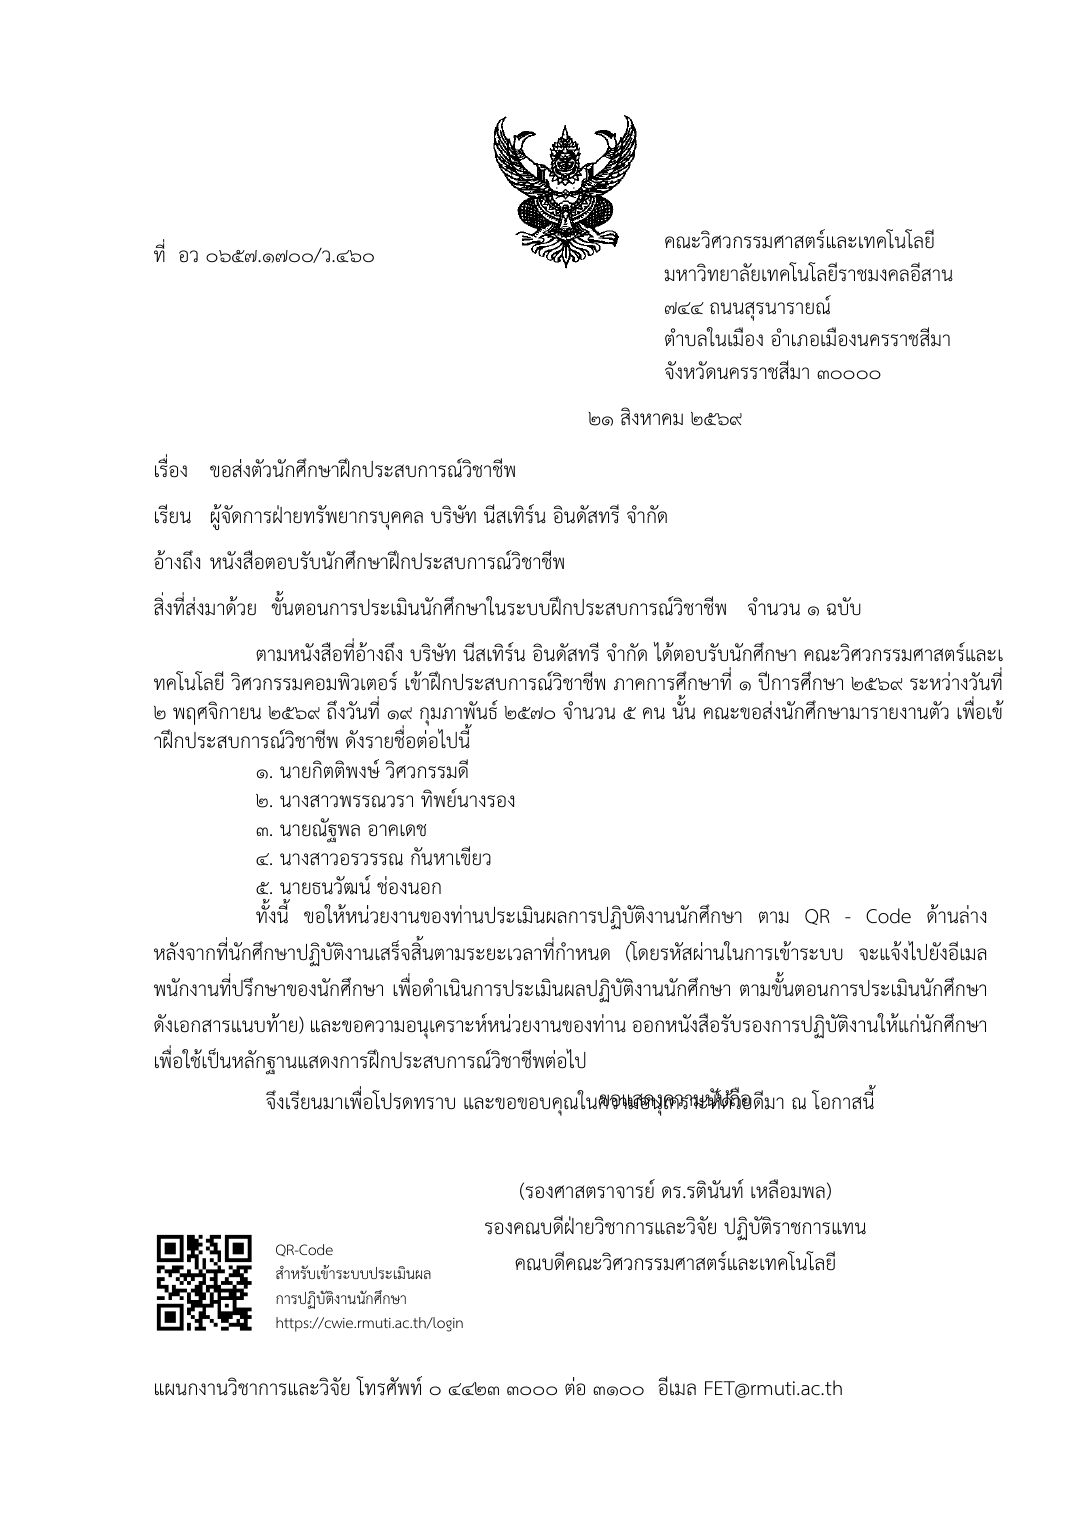 ที่ อว ๐๖๕๗.๑๗๐๐/ว.๔๖๐
คณะวิศวกรรมศาสตร์และเทคโนโลยี
มหาวิทยาลัยเทคโนโลยีราชมงคลอีสาน
๗๔๔ ถนนสุรนารายณ์
ตำบลในเมือง อำเภอเมืองนครราชสีมา
จังหวัดนครราชสีมา ๓๐๐๐๐
๒๑ สิงหาคม ๒๕๖๙
เรื่อง ขอส่งตัวนักศึกษาฝึกประสบการณ์วิชาชีพ
เรียน ผู้จัดการฝ่ายทรัพยากรบุคคล บริษัท นีสเทิร์น อินดัสทรี จำกัด
อ้างถึง หนังสือตอบรับนักศึกษาฝึกประสบการณ์วิชาชีพ
สิ่งที่ส่งมาด้วย ขั้นตอนการประเมินนักศึกษาในระบบฝึกประสบการณ์วิชาชีพ จำนวน ๑ ฉบับ
ตามหนังสือที่อ้างถึง บริษัท นีสเทิร์น อินดัสทรี จำกัด ได้ตอบรับนักศึกษา คณะวิศวกรรมศาสตร์และเ
ทคโนโลยี วิศวกรรมคอมพิวเตอร์ เข้าฝึกประสบการณ์วิชาชีพ ภาคการศึกษาที่ ๑ ปีการศึกษา ๒๕๖๙ ระหว่างวันที่
๒ พฤศจิกายน ๒๕๖๙ ถึงวันที่ ๑๙ กุมภาพันธ์ ๒๕๗๐ จำนวน ๕ คน นั้น คณะขอส่งนักศึกษามารายงานตัว เพื่อเข้
าฝึกประสบการณ์วิชาชีพ ดังรายชื่อต่อไปนี้
๑. นายกิตติพงษ์ วิศวกรรมดี
๒. นางสาวพรรณวรา ทิพย์นางรอง
๓. นายณัฐพล อาคเดช
๔. นางสาวอรวรรณ กันหาเขียว
๕. นายธนวัฒน์ ช่องนอก
ทั้งนี้ ขอให้หน่วยงานของท่านประเมินผลการปฏิบัติงานนักศึกษา ตาม QR - Code ด้านล่าง
หลังจากที่นักศึกษาปฏิบัติงานเสร็จสิ้นตามระยะเวลาที่กำหนด (โดยรหัสผ่านในการเข้าระบบ จะแจ้งไปยังอีเมล
พนักงานที่ปรึกษาของนักศึกษา เพื่อดำเนินการประเมินผลปฏิบัติงานนักศึกษา ตามขั้นตอนการประเมินนักศึกษา
ดังเอกสารแนบท้าย) และขอความอนุเคราะห์หน่วยงานของท่าน ออกหนังสือรับรองการปฏิบัติงานให้แก่นักศึกษา
เพื่อใช้เป็นหลักฐานแสดงการฝึกประสบการณ์วิชาชีพต่อไป
จึงเรียนมาเพื่อโปรดทราบ และขอขอบคุณในความอนุเคราะห์ด้วยดีมา ณ โอกาสนี้
ขอแสดงความนับถือ
(รองศาสตราจารย์ ดร.รตินันท์ เหลือมพล)
รองคณบดีฝ่ายวิชาการและวิจัย ปฏิบัติราชการแทน
คณบดีคณะวิศวกรรมศาสตร์และเทคโนโลยี
QR-Code
สำหรับเข้าระบบประเมินผล
การปฏิบัติงานนักศึกษา
https://cwie.rmuti.ac.th/login
แผนกงานวิชาการและวิจัย โทรศัพท์ ๐ ๔๔๒๓ ๓๐๐๐ ต่อ ๓๑๐๐ อีเมล FET@rmuti.ac.th